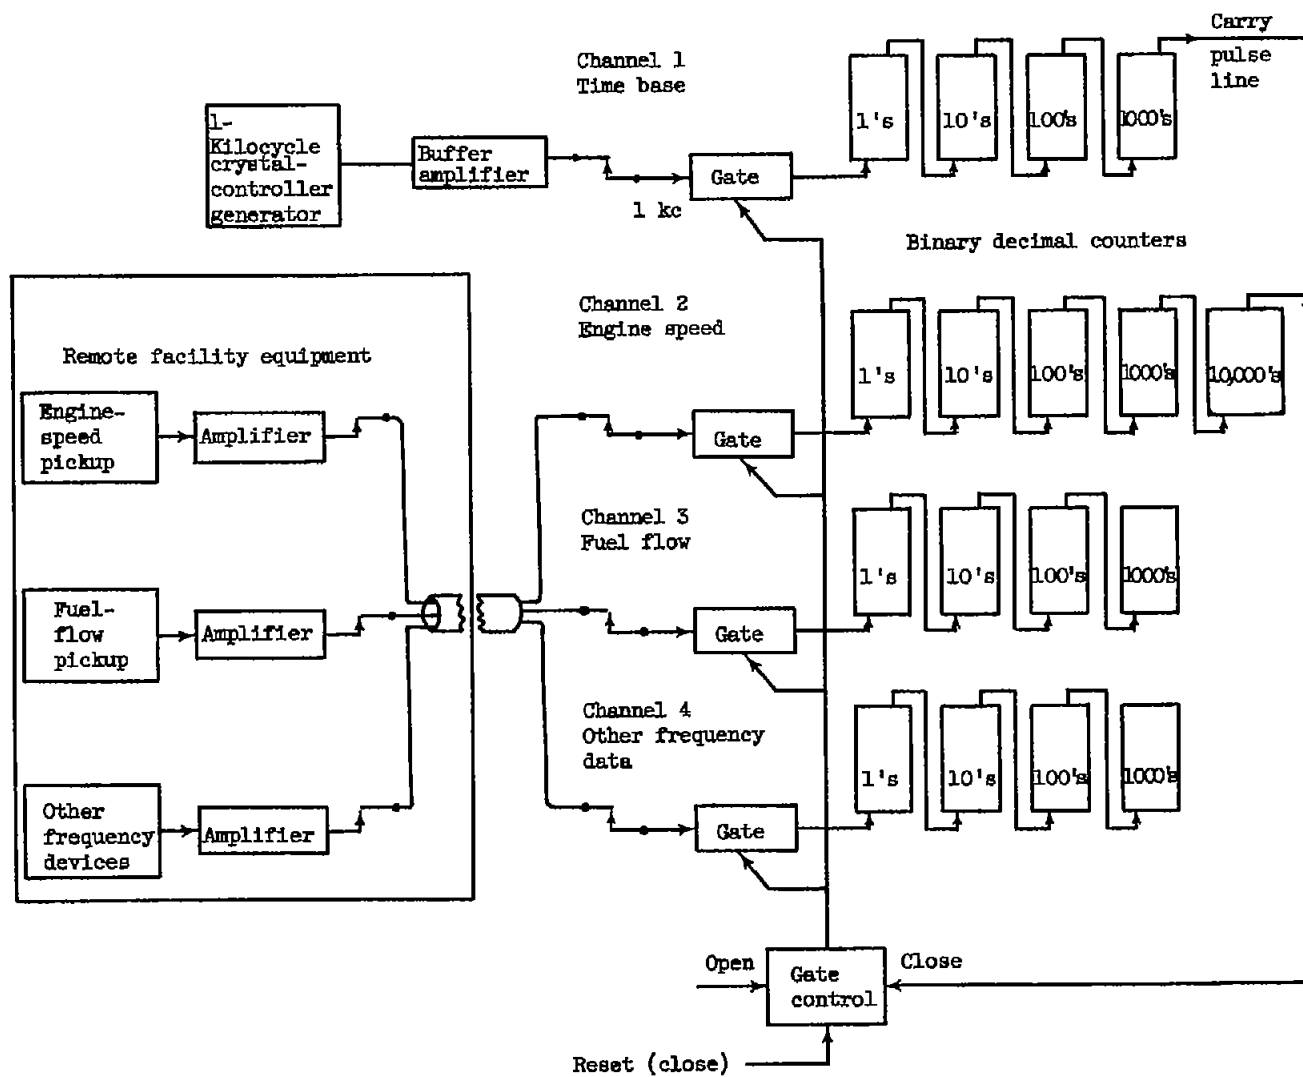 Carry
pulse
line
Channel 1
Time base
1's
10's
100's
1000's
1-
Kilocycle
crystal-
controller
generator
Buffer
amplifier
Gate
1 kc
Binary decimal counters
Channel 2
Engine speed
Remote facility equipment
1's
10's
100's
1000's
10,000's
Engine-
speed
pickup
Amplifier
Gate
Channel 3
Fuel flow
1's
10's
100's
1000's
Fuel-
flow
pickup
Amplifier
Gate
Channel 4
Other frequency
data
1's
10's
100's
1000's
Other
frequency
devices
Amplifier
Gate
Open
Gate
control
Close
Reset (close)